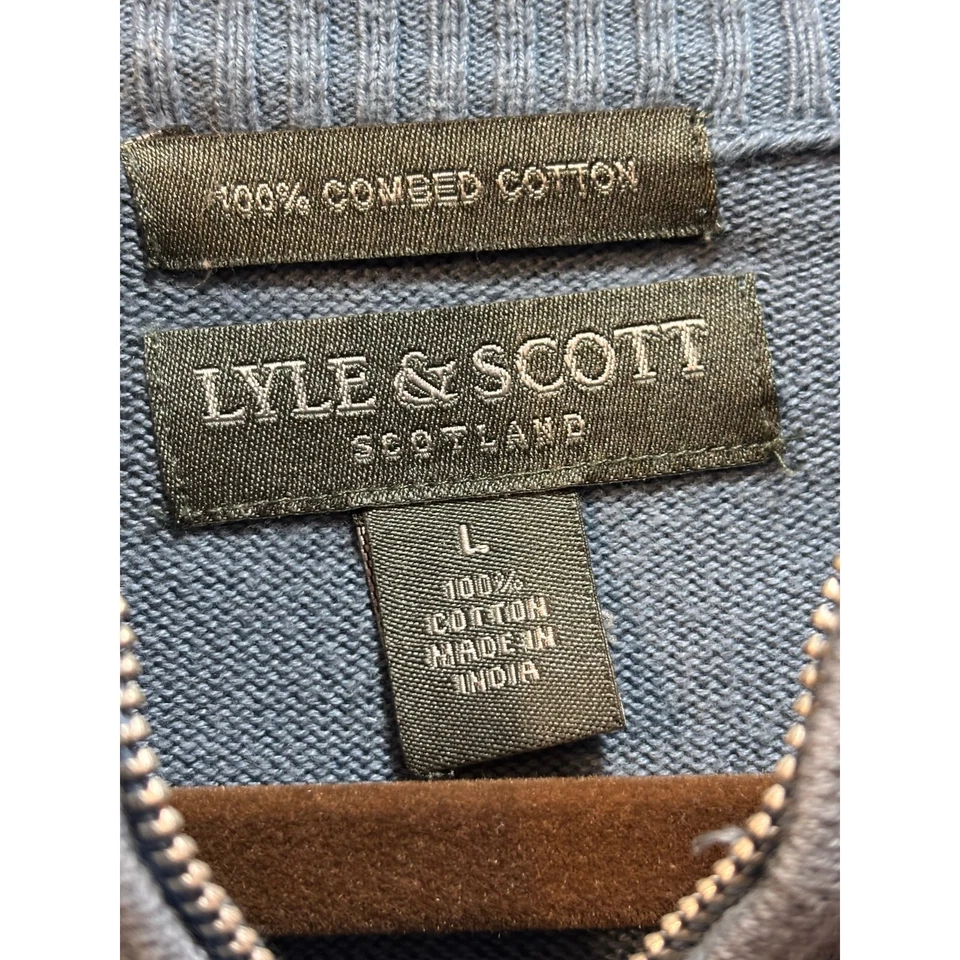 100% COMBED COTTON
LYLE & SCOTT
SCOTLAND
L
100%
COTTON
MADE IN
INDIA